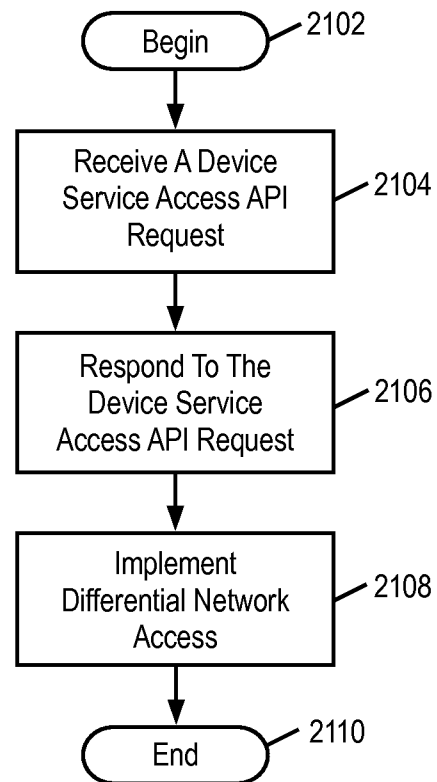 Begin
2102
Receive A Device
Service Access API
Request
2104
Respond To The
Device Service
Access API Request
2106
Implement
Differential Network
Access
2108
End
2110